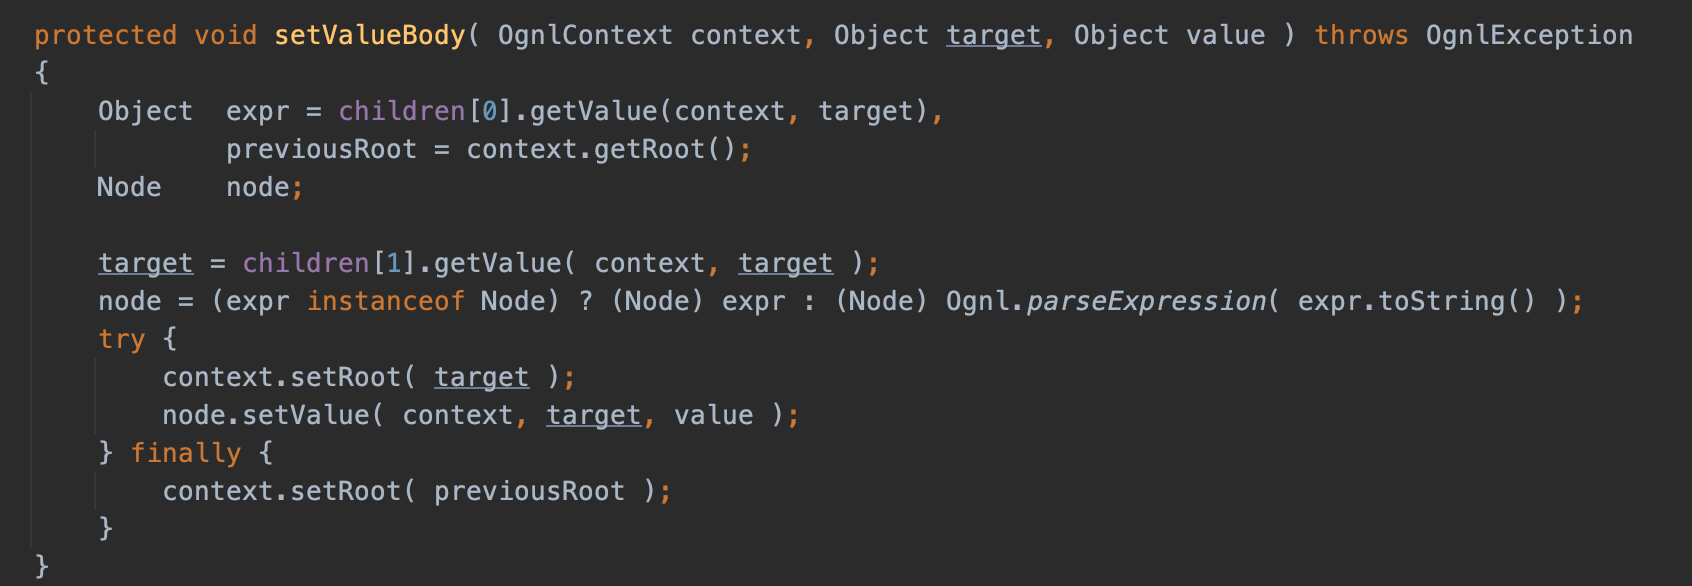 protected void setValueBody( OgnlContext context, Object target, Object value ) throws OgnlException
{
    Object  expr = children[0].getValue(context, target),
            previousRoot = context.getRoot();
    Node    node;

    target = children[1].getValue( context, target );
    node = (expr instanceof Node) ? (Node) expr : (Node) Ognl.parseExpression( expr.toString() );
    try {
        context.setRoot( target );
        node.setValue( context, target, value );
    } finally {
        context.setRoot( previousRoot );
    }
}